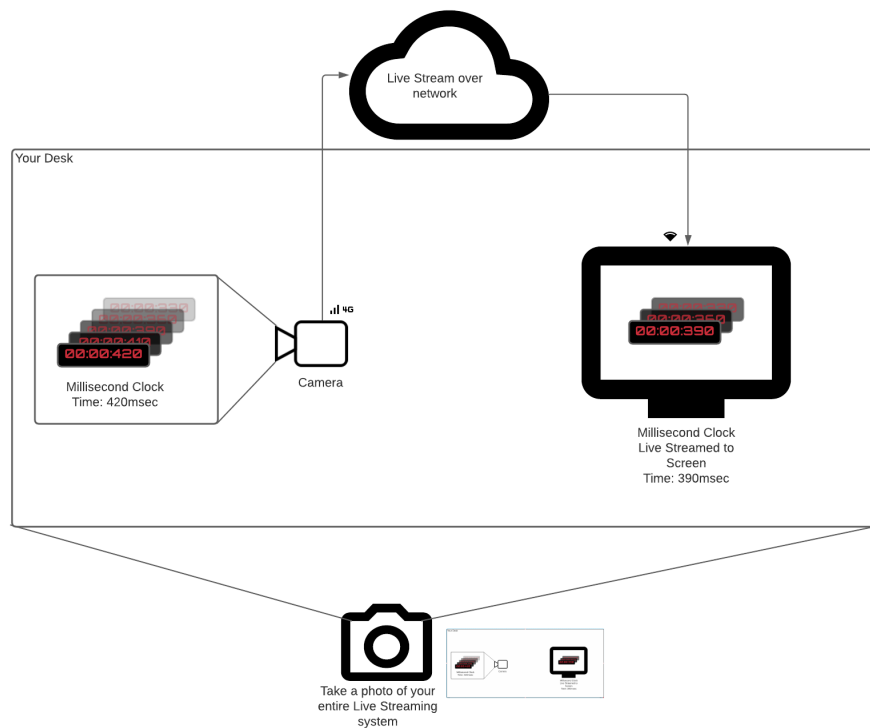 Live Stream over
network
Your Desk
4G
00:00:420
Millisecond Clock
Time: 420msec
Camera
00:00:390
Millisecond Clock
Live Streamed to
Screen
Time: 390msec
Take a photo of your
entire Live Streaming
system